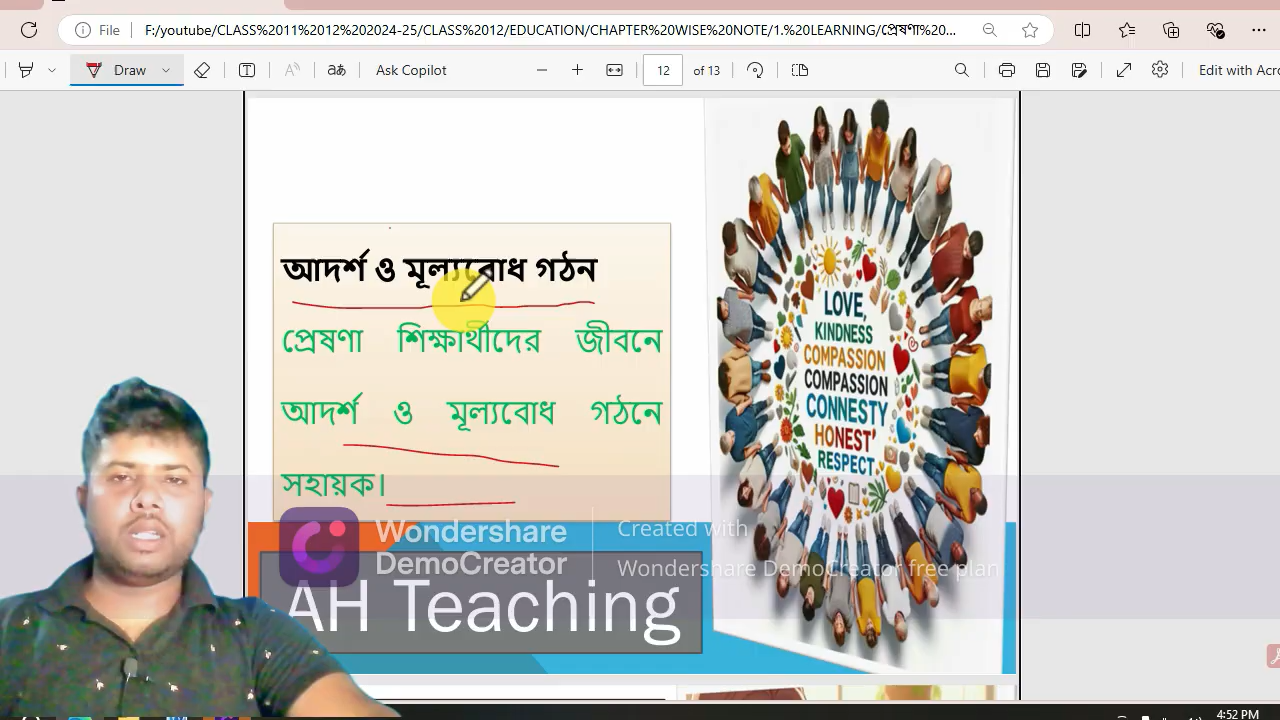 File
F:/youtube/CLASS%2011%2012%202024-25/CLASS%2012/EDUCATION/CHAPTER%20WISE%20NOTE/1.%20LEARNING/প্রেষণা%20...
Draw
Ask Copilot
12 of 13
Edit with Acro
আদর্শ ও মূল্যবোধ গঠন
প্রেষণা শিক্ষার্থীদের জীবনে
আদর্শ ও মূল্যবোধ গঠনে
সহায়ক।
LOVE,
KINDNESS
COMPASSION
COMPASSION
CONNESTY
HONEST'
RESPECT
Wondershare
DemoCreator
Created with
Wondershare DemoCreator free plan
AH Teaching
4:52 PM